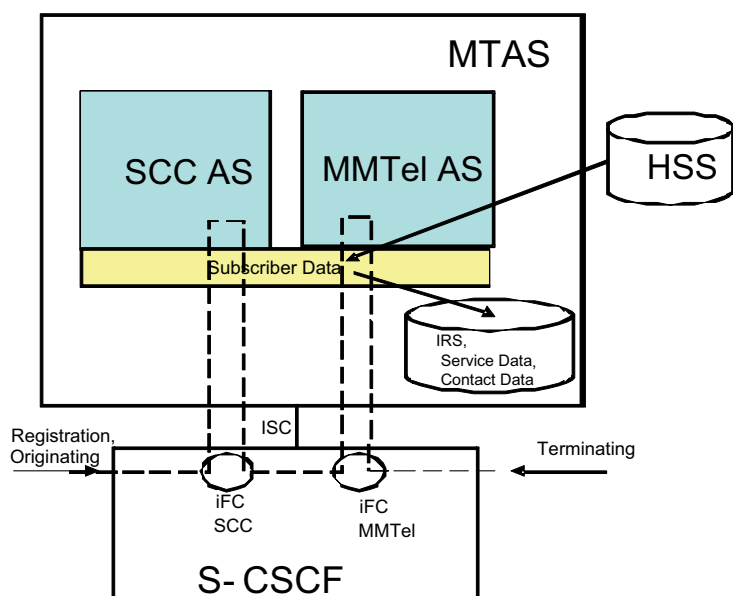 MTAS
SCC AS
MMTel AS
HSS
Subscriber Data
IRS,
Service Data,
Contact Data
ISC
Registration,
Originating
Terminating
iFC
SCC
iFC
MMTel
S- CSCF